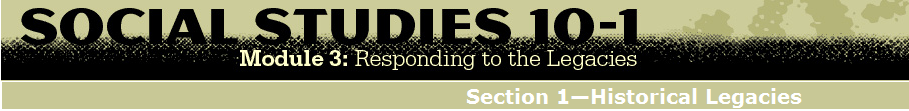 SOCIAL STUDIES 10-1
Module 3: Responding to the Legacies
Section 1—Historical Legacies